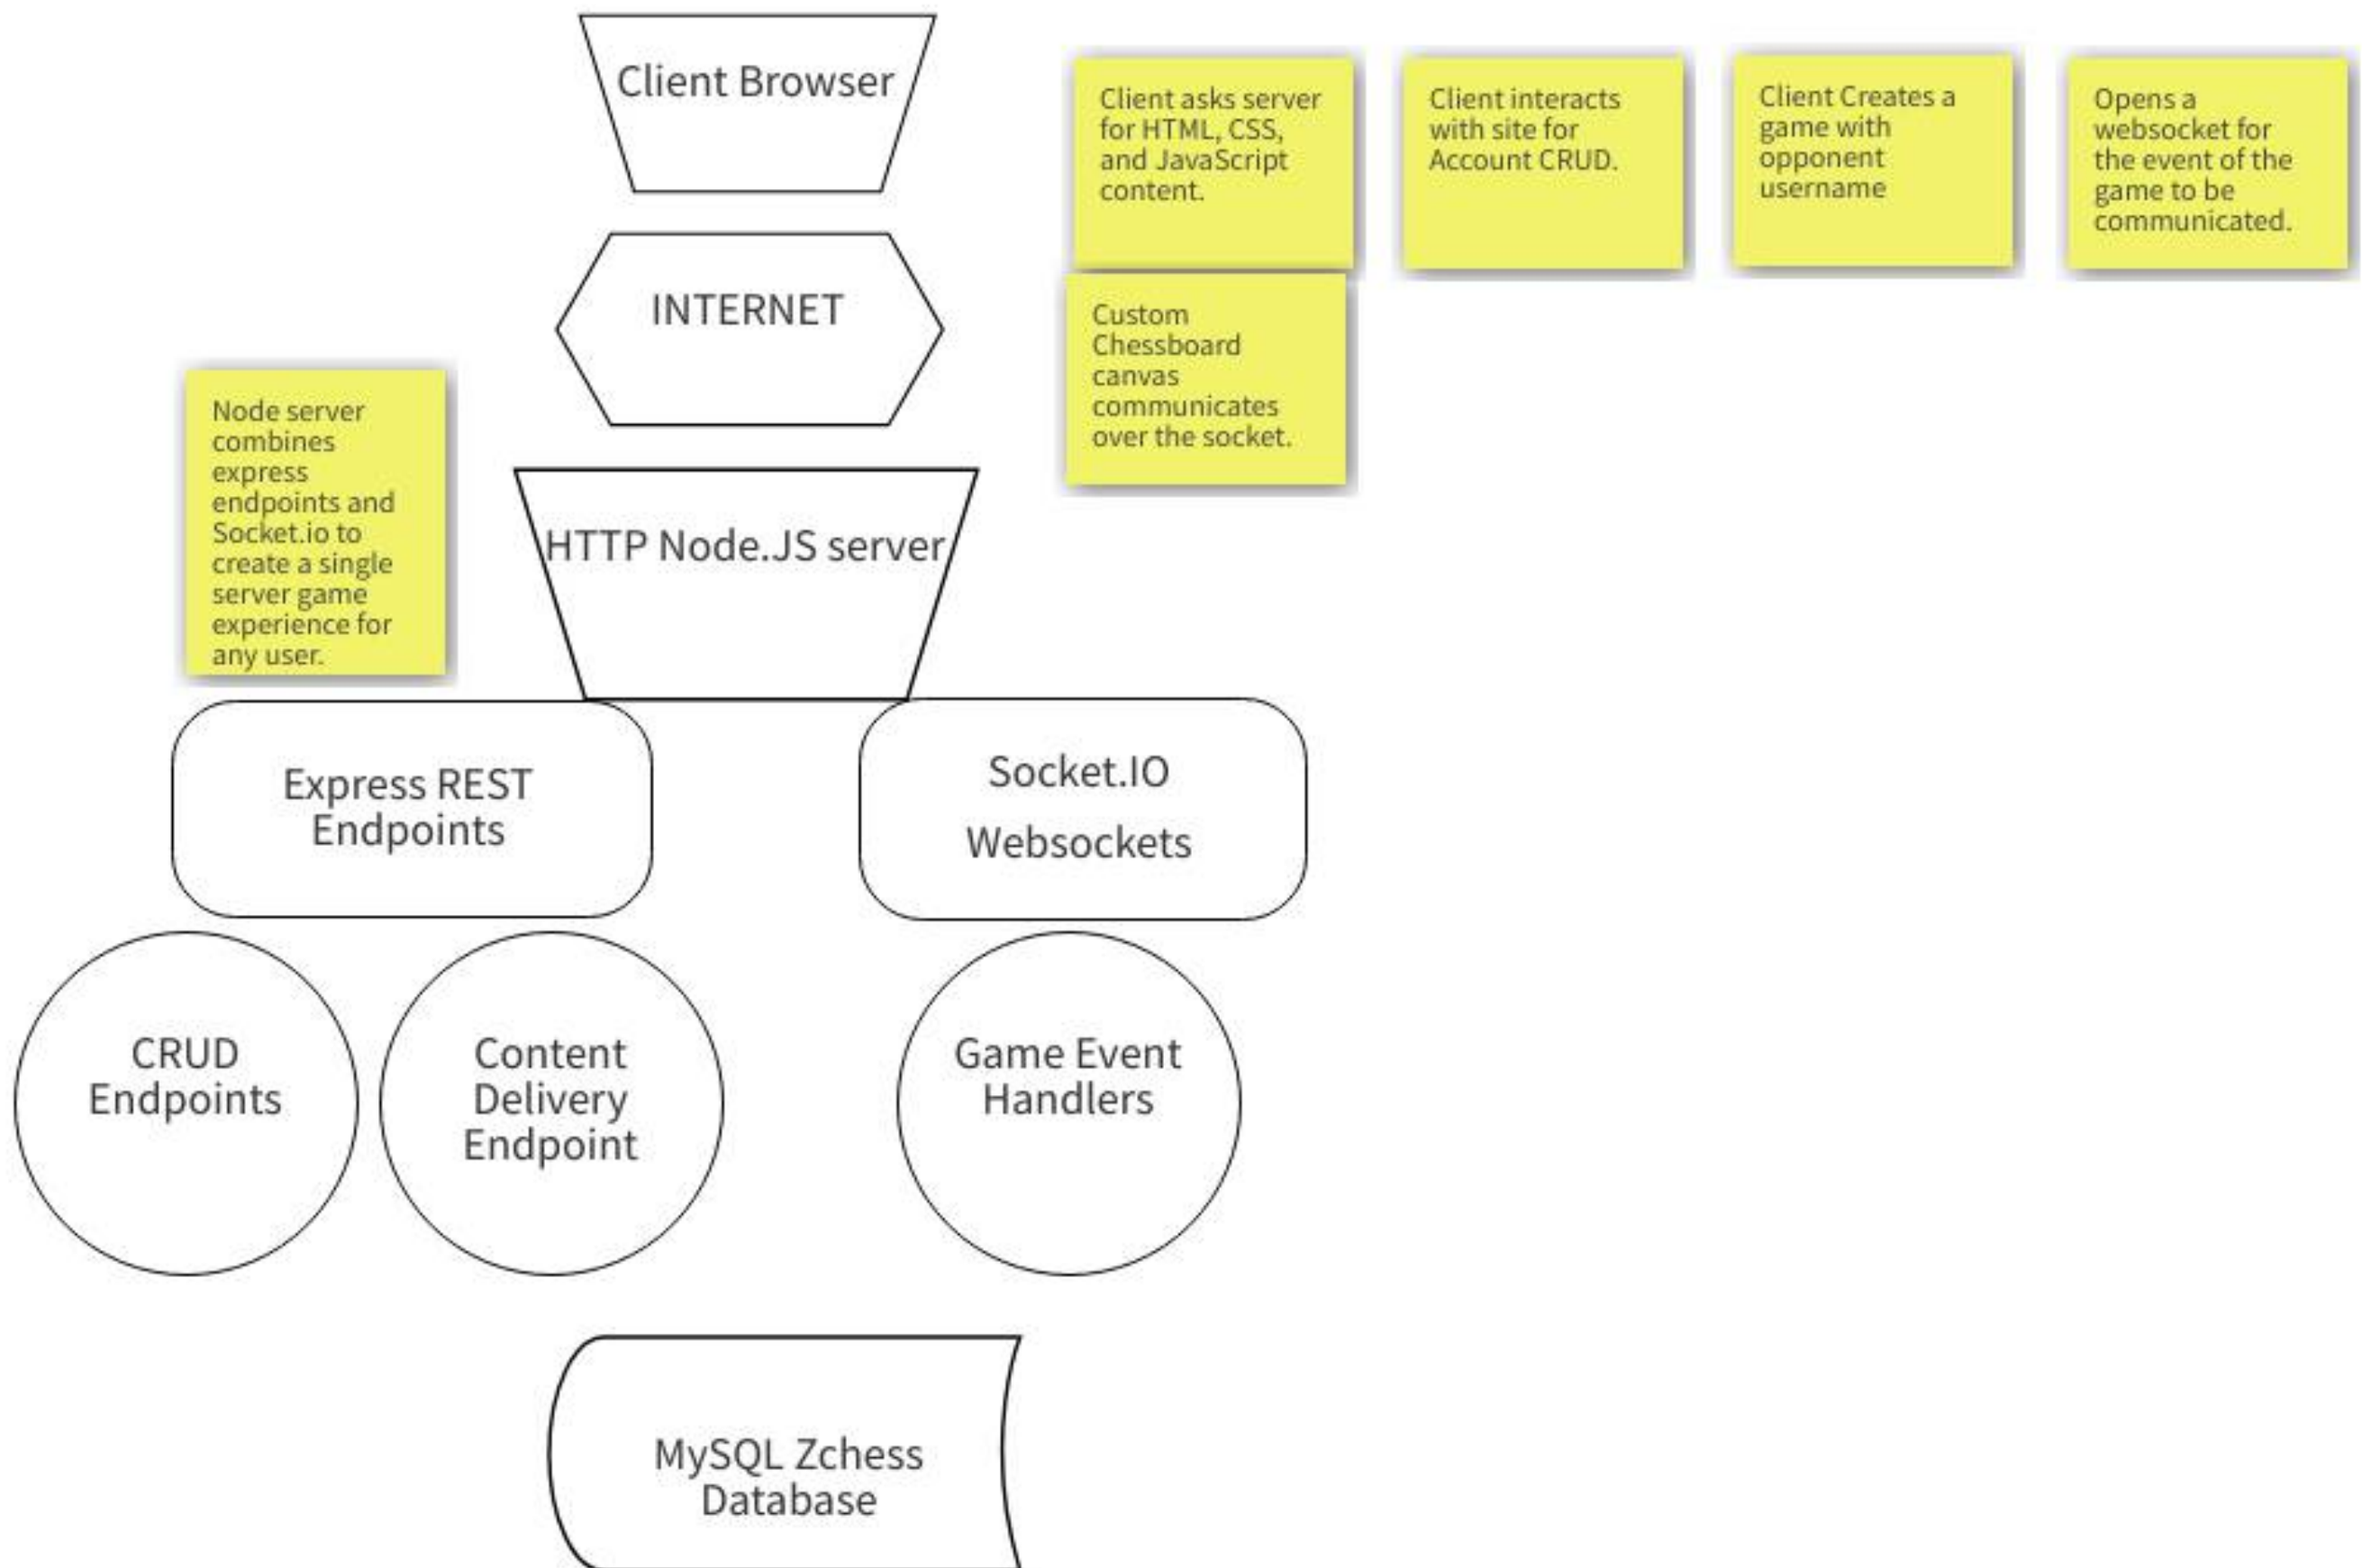 Client Browser
Client asks server
for HTML, CSS,
and JavaScript
content.
Client interacts
with site for
Account CRUD.
Client Creates a
game with
opponent
username
Opens a
websocket for
the event of the
game to be
communicated.
INTERNET
Custom
Chessboard
canvas
communicates
over the socket.
Node server
combines
express
endpoints and
Socket.io to
create a single
server game
experience for
any user.
HTTP Node.JS server
Express REST
Endpoints
Socket.IO
Websockets
CRUD
Endpoints
Content
Delivery
Endpoint
Game Event
Handlers
MySQL Zchess
Database